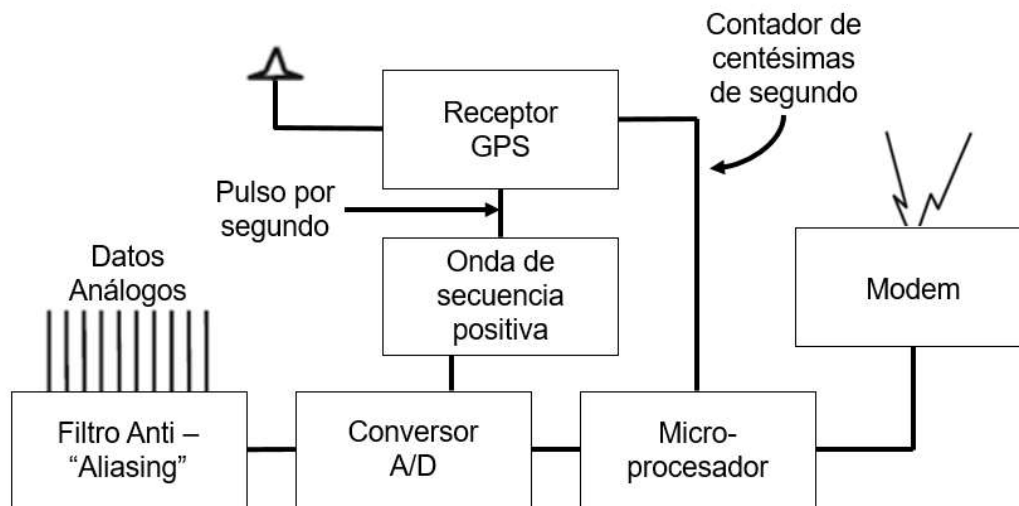 Contador de
centésimas
de segundo
Receptor
GPS
Pulso por
segundo
Datos
Análogos
Onda de
secuencia
positiva
Modem
Filtro Anti –
“Aliasing”
Conversor
A/D
Micro-
procesador